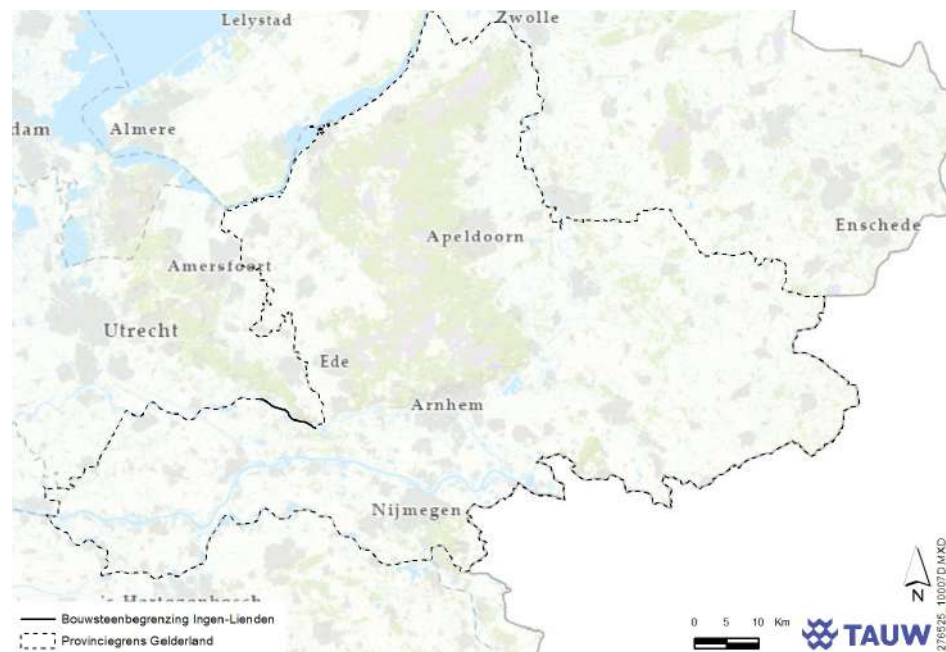 Lelystad
Zwolle
dam
Almere
Apeldoorn
Enschede
Amersfoort
Utrecht
Ede
Arnhem
Nijmegen
's Hertogenbosch
Bouwsteenbegrenzing Ingen-Lienden
Provinciegrens Gelderland
0 5 10 Km
N
TAUW